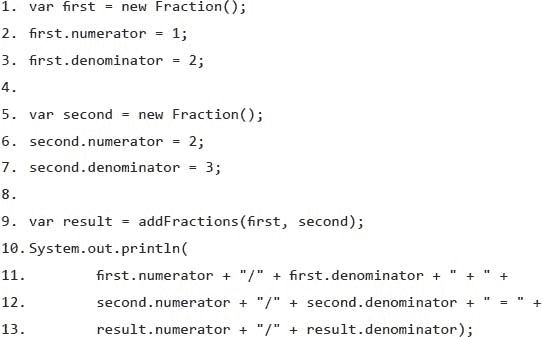 1. var first = new Fraction();
2. first.numerator = 1;
3. first.denominator = 2;
4.
5. var second = new Fraction();
6. second.numerator = 2;
7. second.denominator = 3;
8.
9. var result = addFractions(first, second);
10. System.out.println(
11. first.numerator + "/" + first.denominator + " + " +
12. second.numerator + "/" + second.denominator + " = " +
13. result.numerator + "/" + result.denominator);